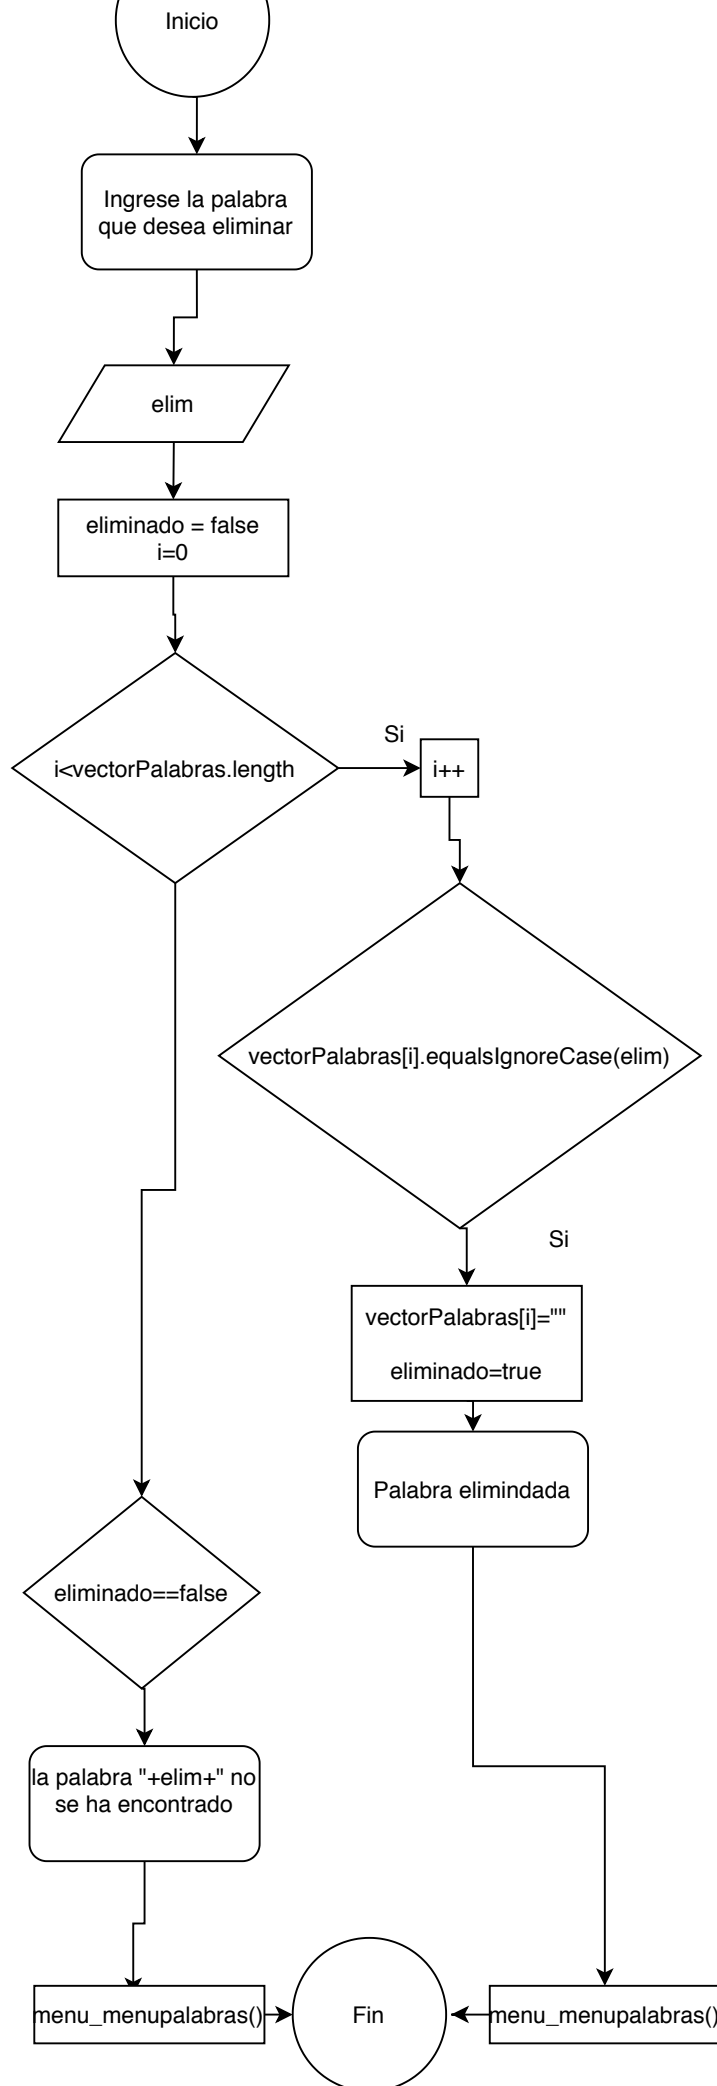 Inicio
Ingrese la palabra
que desea eliminar
elim
eliminado = false
i=0
i<vectorPalabras.length
Si
i++
vectorPalabras[i].equalsIgnoreCase(elim)
Si
vectorPalabras[i]=""
eliminado=true
Palabra elimindada
eliminado==false
la palabra "+elim+" no
se ha encontrado
menu_menupalabras()
Fin
menu_menupalabras()